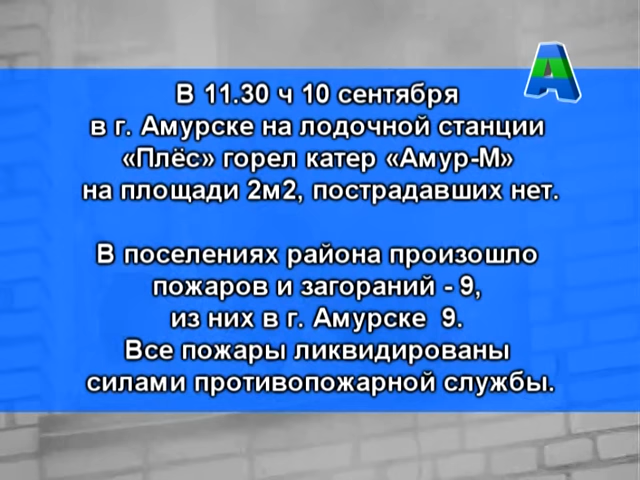 А
В 11.30 ч 10 сентября
в г. Амурске на лодочной станции
«Плёс» горел катер «Амур-М»
на площади 2м2, пострадавших нет.
В поселениях района произошло
пожаров и загораний - 9,
из них в г. Амурске 9.
Все пожары ликвидированы
силами противопожарной службы.